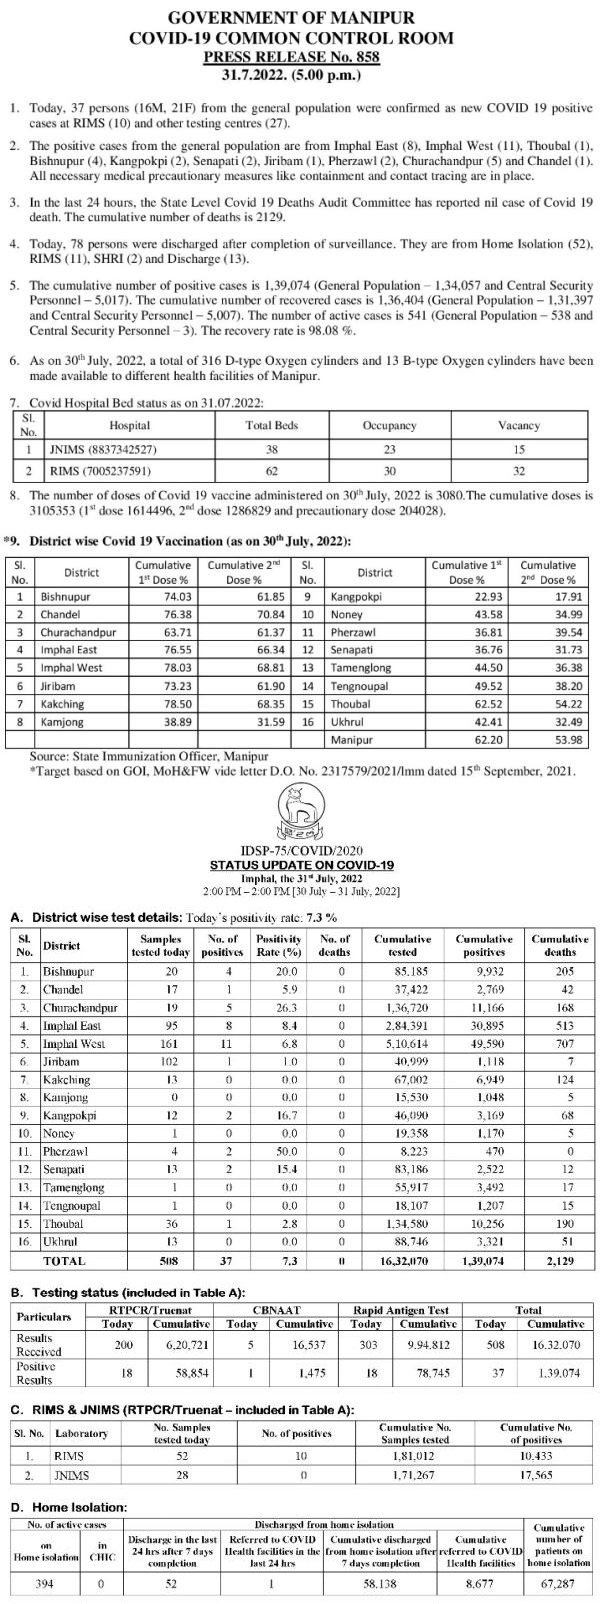 GOVERNMENT OF MANIPUR
COVID-19 COMMON CONTROL ROOM
PRESS RELEASE No. 858
31.7.2022. (5.00 p.m.)
1. Today, 37 persons (16M, 21F) from the general population were confirmed as new COVID 19 positive
cases at RIMS (10) and other testing centres (27).
2. The positive cases from the general population are from Imphal East (8), Imphal West (11), Thoubal (1),
Bishnupur (4), Kangpokpi (2), Senapati (2), Jiribam (1), Pherzawl (2), Churachandpur (5) and Chandel (1).
All necessary medical precautionary measures like containment and contact tracing are in place.
3. In the last 24 hours, the State Level Covid 19 Deaths Audit Committee has reported nil case of Covid 19
death. The cumulative number of deaths is 2129.
4. Today, 78 persons were discharged after completion of surveillance. They are from Home Isolation (52),
RIMS (11), SHRI (2) and Discharge (13).
5. The cumulative number of positive cases is 1,39,074 (General Population – 1,34,057 and Central Security
Personnel – 5,017). The cumulative number of recovered cases is 1,36,404 (General Population – 1,31,397
and Central Security Personnel – 5,007). The number of active cases is 541 (General Population – 538 and
Central Security Personnel – 3). The recovery rate is 98.08 %.
6. As on 30th July, 2022, a total of 316 D-type Oxygen cylinders and 13 B-type Oxygen cylinders have been
made available to different health facilities of Manipur.
7. Covid Hospital Bed status as on 31.07.2022:
Sl. No. Hospital Total Beds Occupancy Vacancy
1 JNIMS (8837342527) 38 23 15
2 RIMS (7005237591) 62 30 32
8. The number of doses of Covid 19 vaccine administered on 30th July, 2022 is 3080.The cumulative doses is
3105353 (1st dose 1614496, 2nd dose 1286829 and precautionary dose 204028).
*9. District wise Covid 19 Vaccination (as on 30th July, 2022):
Sl. No. District Cumulative 1st Dose % Cumulative 2nd Dose % Sl. No. District Cumulative 1st Dose % Cumulative 2nd Dose %
1 Bishnupur 74.03 61.85 9 Kangpokpi 22.93 17.91
2 Chandel 76.38 70.84 10 Noney 43.58 34.99
3 Churachandpur 63.71 61.37 11 Pherzawl 36.81 39.54
4 Imphal East 76.55 66.34 12 Senapati 36.76 31.73
5 Imphal West 78.03 68.81 13 Tamenglong 44.50 36.38
6 Jiribam 73.23 61.90 14 Tengnoupal 49.52 38.20
7 Kakching 78.50 68.35 15 Thoubal 62.52 54.22
8 Kamjong 38.89 31.59 16 Ukhrul 42.41 32.49
Manipur 62.20 53.98
Source: State Immunization Officer, Manipur
*Target based on GOI, MoH&FW vide letter D.O. No. 2317579/2021/Imm dated 15th September, 2021.
IDSP-75/COVID/2020
STATUS UPDATE ON COVID-19
Imphal, the 31st July, 2022
2:00 PM – 2:00 PM [30 July – 31 July, 2022]
A. District wise test details: Today's positivity rate: 7.3 %
Sl. No. District Samples tested today No. of positives Positivity Rate (%) No. of deaths Cumulative tested Cumulative positives Cumulative deaths
1. Bishnupur 20 4 20.0 0 85,185 9,932 205
2. Chandel 17 1 5.9 0 37,422 2,769 42
3. Churachandpur 19 5 26.3 0 1,36,720 11,166 168
4. Imphal East 95 8 8.4 0 2,84,391 30,895 513
5. Imphal West 161 11 6.8 0 5,10,614 49,590 707
6. Jiribam 102 1 1.0 0 40,999 1,118 7
7. Kakching 13 0 0.0 0 67,002 6,949 124
8. Kamjong 0 0 0.0 0 15,530 1,048 5
9. Kangpokpi 12 2 16.7 0 46,090 3,169 68
10. Noney 1 0 0.0 0 19,358 1,170 5
11. Pherzawl 4 2 50.0 0 8,223 470 0
12. Senapati 13 2 15.4 0 83,186 2,522 12
13. Tamenglong 1 0 0.0 0 55,917 3,492 17
14. Tengnoupal 1 0 0.0 0 18,107 1,207 15
15. Thoubal 36 1 2.8 0 1,34,580 10,256 190
16. Ukhrul 13 0 0.0 0 88,746 3,321 51
TOTAL 508 37 7.3 0 16,32,070 1,39,074 2,129
B. Testing status (included in Table A):
Particulars RTPCR/Truenat CBNAAT Rapid Antigen Test Total
Today Cumulative Today Cumulative Today Cumulative Today Cumulative
Results Received 200 6,20,721 5 16,537 303 9,94,812 508 16,32,070
Positive Results 18 58,854 1 1,475 18 78,745 37 1,39,074
C. RIMS & JNIMS (RTPCR/Truenat – included in Table A):
Sl. No. Laboratory No. Samples tested today No. of positives Cumulative No. Samples tested Cumulative No. of positives
1. RIMS 52 10 1,81,012 10,433
2. JNIMS 28 0 1,71,267 17,565
D. Home Isolation:
No. of active cases Discharged from home isolation Cumulative number of patients on home isolation
on Home isolation in CHIC Discharge in the last 24 hrs after 7 days completion Referred to COVID Health facilities in the last 24 hrs Cumulative discharged from home isolation after 7 days completion Cumulative referred to COVID Health facilities
394 0 52 1 58,138 8,677 67,287